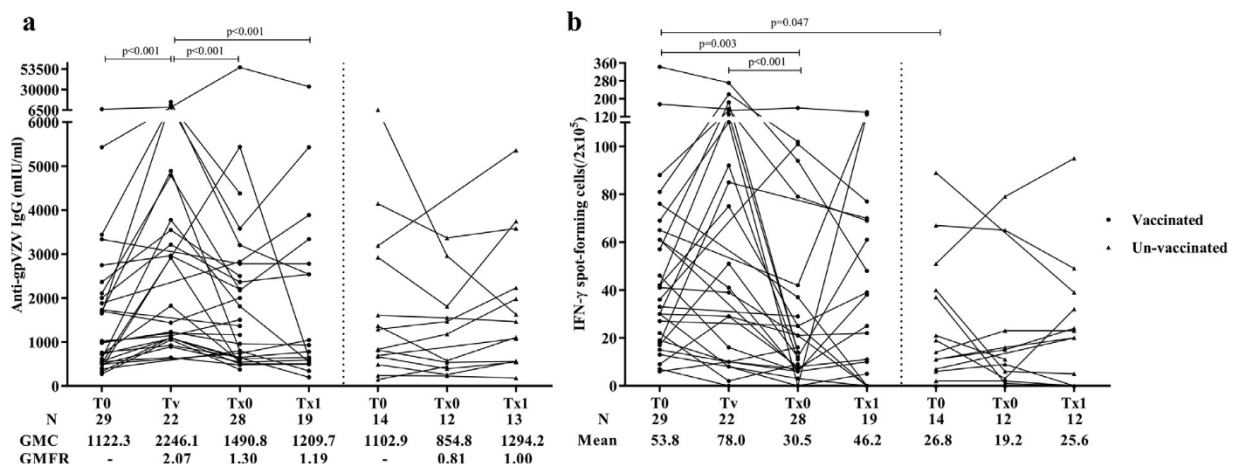 a
p<0.001
p<0.001 p<0.001
53500
30000
6500
6000
5000
4000
3000
2000
1000
0
Anti-gpVZV IgG (mIU/ml)
T0 Tv Tx0 Tx1 T0 Tx0 Tx1
N 29 22 28 19 14 12 13
GMC 1122.3 2246.1 1490.8 1209.7 1102.9 854.8 1294.2
GMFR - 2.07 1.30 1.19 - 0.81 1.00
b
p=0.047
p=0.003
p<0.001
360
280
200
120
100
80
60
40
20
0
IFN-γ spot-forming cells(/2x10⁵)
T0 Tv Tx0 Tx1 T0 Tx0 Tx1
N 29 22 28 19 14 12 12
Mean 53.8 78.0 30.5 46.2 26.8 19.2 25.6
Vaccinated
Un-vaccinated